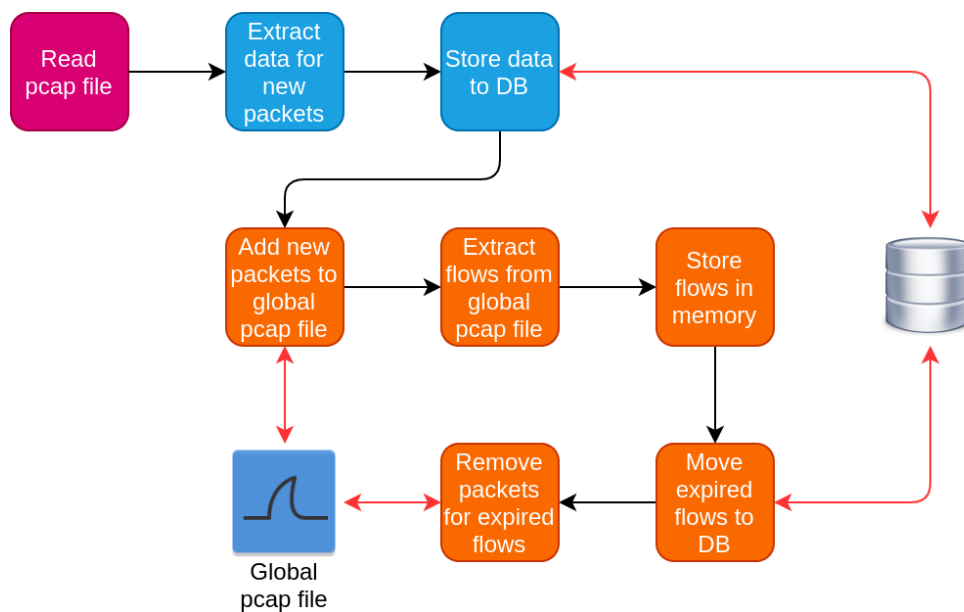 Read
pcap file
Extract
data for
new
packets
Store data
to DB
Add new
packets to
global
pcap file
Extract
flows from
global
pcap file
Store
flows in
memory
Remove
packets
for expired
flows
Move
expired
flows to
DB
Global
pcap file